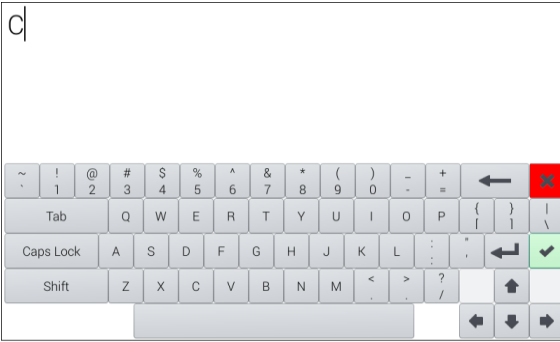 C
~ ! @ # $ % ^ & * ( ) _ +
` 1 2 3 4 5 6 7 8 9 0 - =
Tab Q W E R T Y U I O P { } |
[ ] \
Caps Lock A S D F G H J K L : "
; '
Shift Z X C V B N M < > ?
, . /